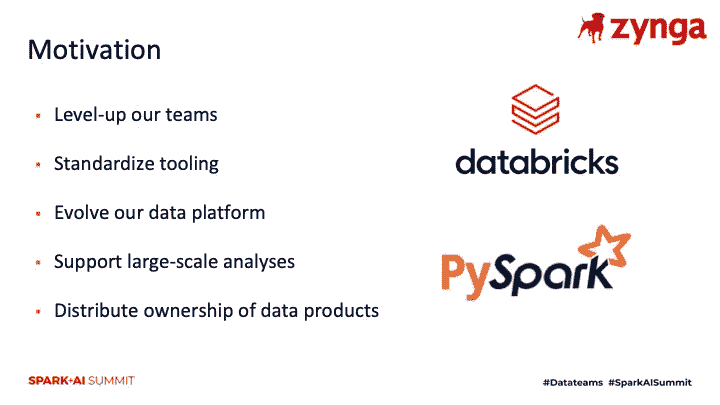 zynga
Motivation
Level-up our teams
Standardize tooling
Evolve our data platform
Support large-scale analyses
Distribute ownership of data products
databricks
PySpark
SPARK+AI SUMMIT
#Datateams #SparkAISummit